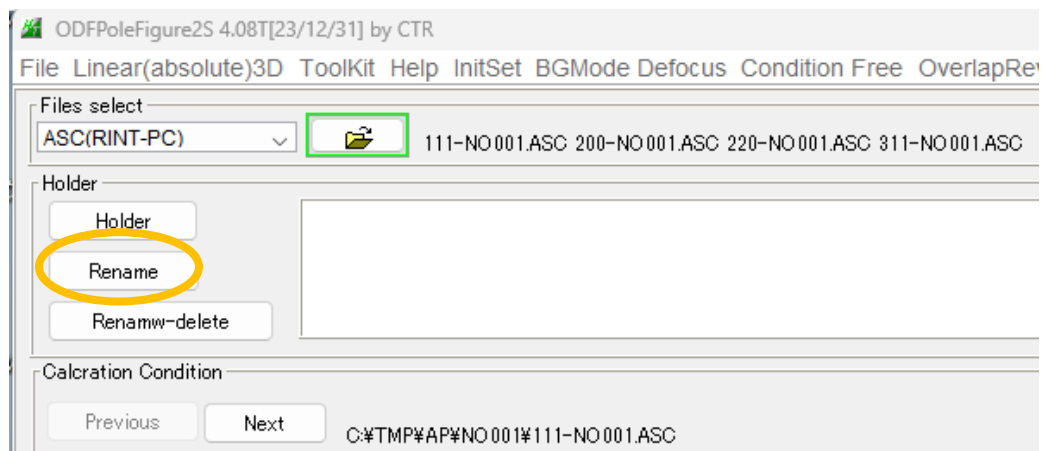 ODFPoleFigure2S 4.08T[23/12/31] by CTR
File Linear(absolute)3D ToolKit Help InitSet BGMode Defocus Condition Free OverlapRev
Files select
ASC(RINT-PC) 111-NO001.ASC 200-NO001.ASC 220-NO001.ASC 311-NO001.ASC
Holder
Holder
Rename
Renamw-delete
Calcration Condition
Previous Next C:¥TMP¥AP¥NO001¥111-NO001.ASC